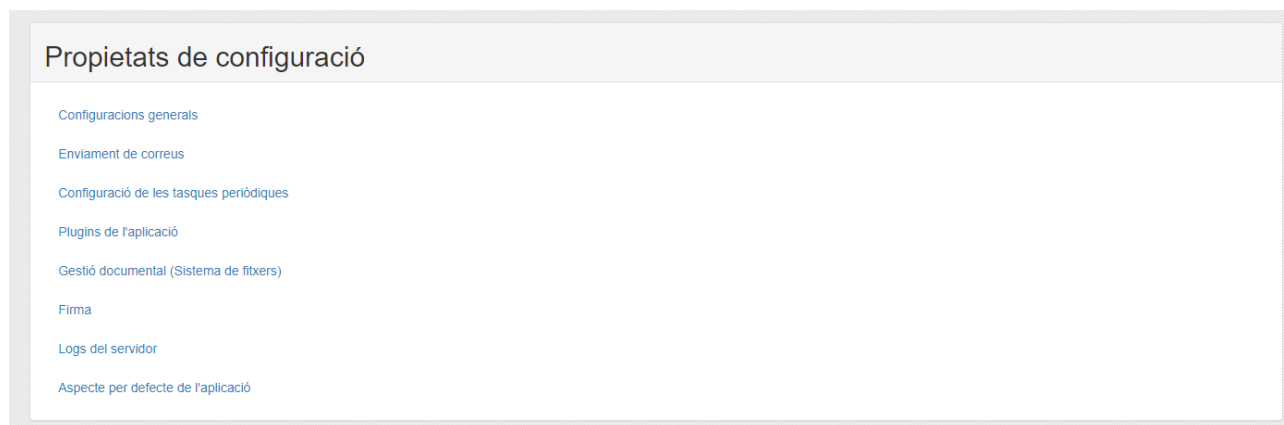 Propietats de configuració
Configuracions generals
Enviament de correus
Configuració de les tasques periòdiques
Plugins de l'aplicació
Gestió documental (Sistema de fitxers)
Firma
Logs del servidor
Aspecte per defecte de l'aplicació